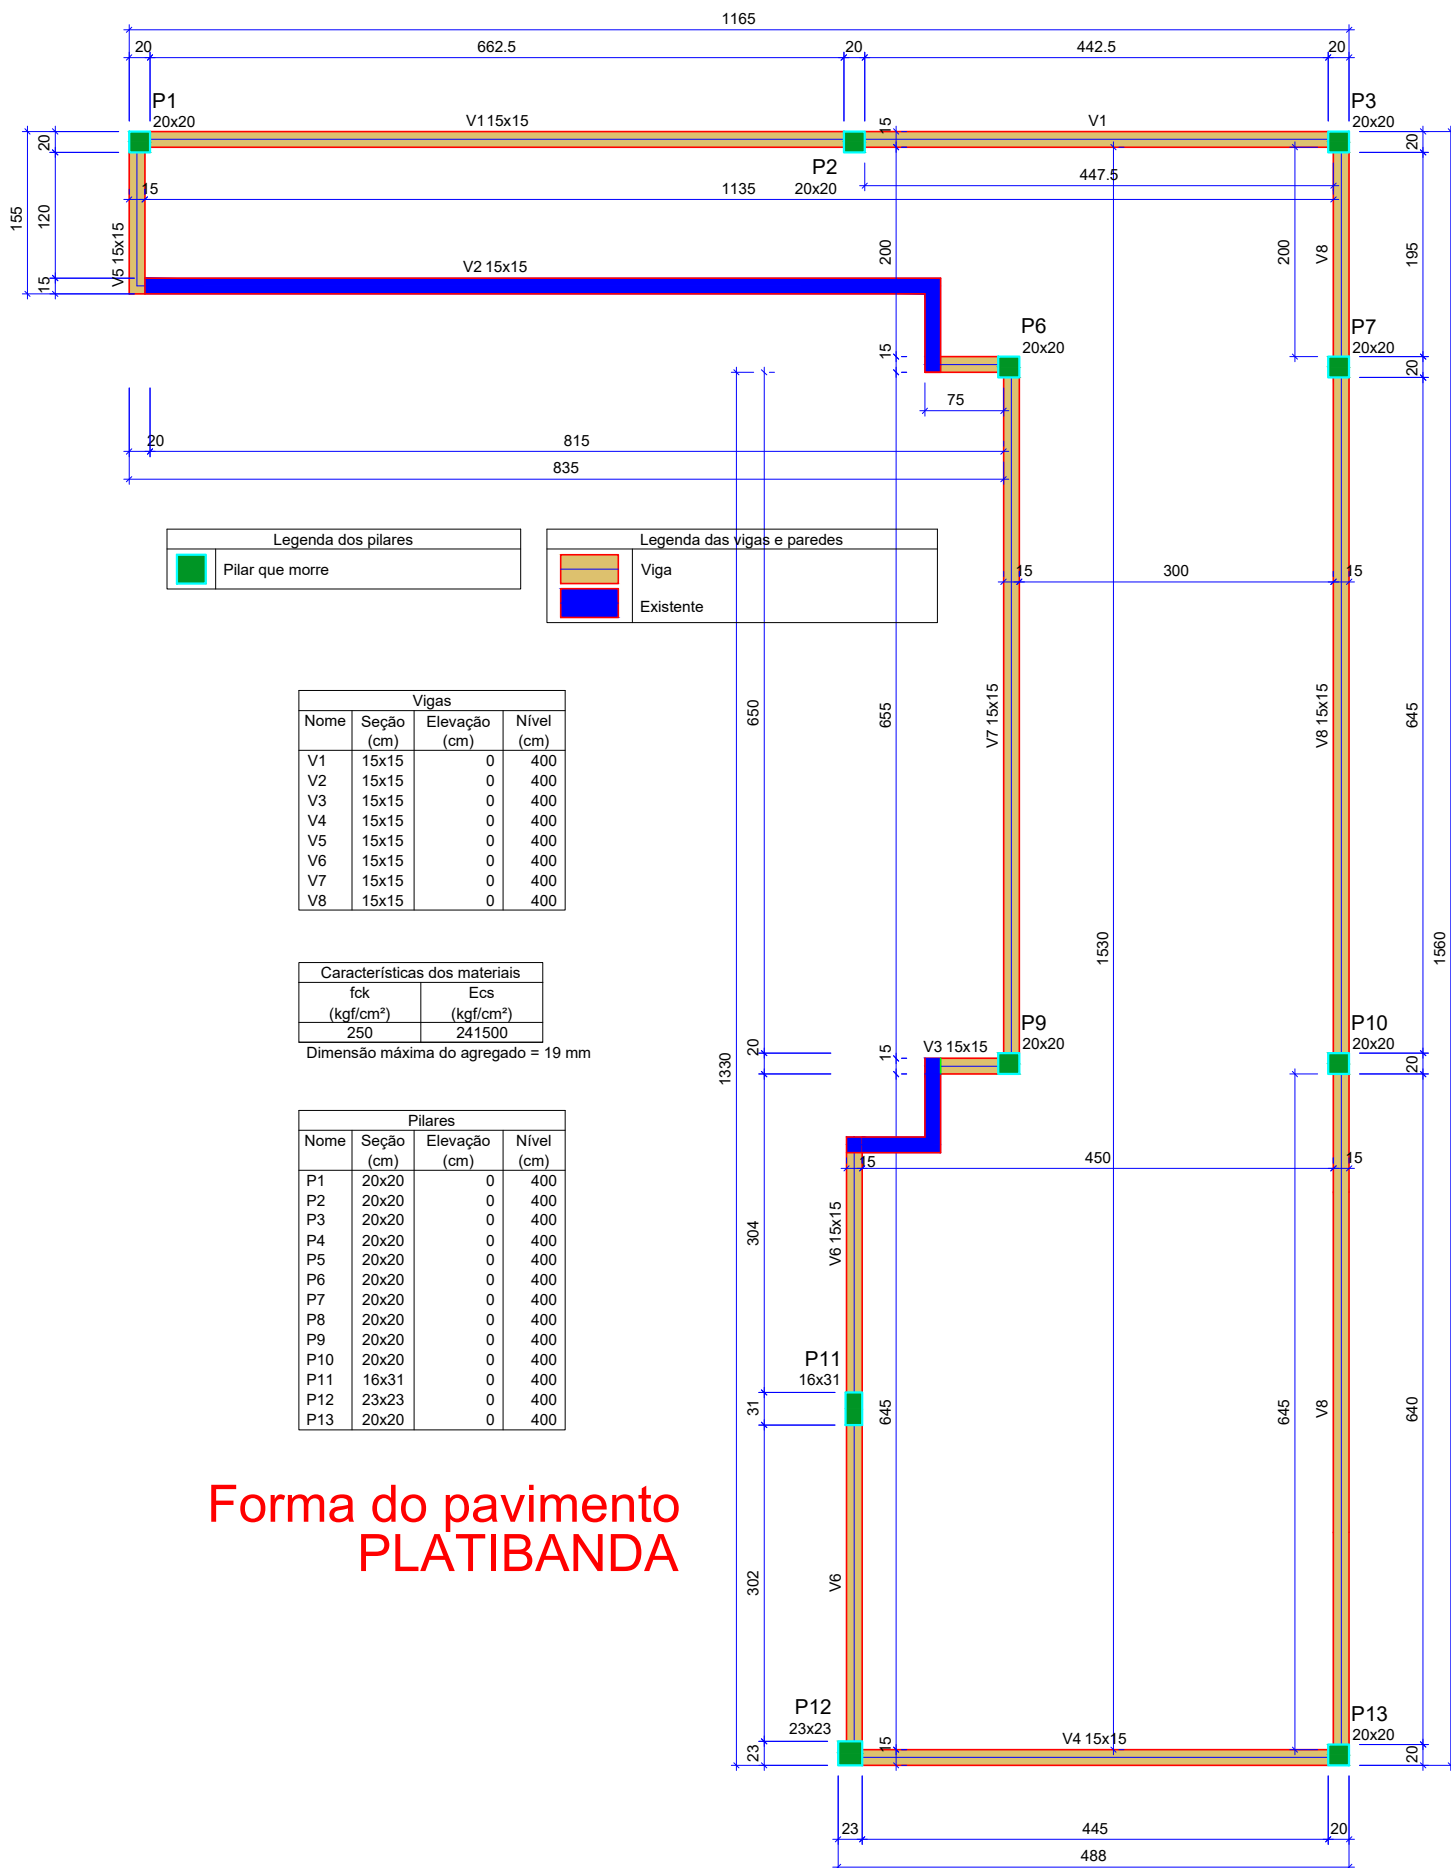 1165
20 662.5 20 442.5 20
P1
20x20
V1 15x15
15
V1
P3
20x20
20
20
P2
20x20
447.5
15
1135
155
120
V5 15x15
200
200
V8
195
15
V2 15x15
P6
20x20
P7
20x20
15
20
75
20 815
835
Legenda dos pilares
Pilar que morre
Legenda das vigas e paredes
Viga
Existente
15 300 15
650
655
V7 15x15
V8 15x15
645
Vigas
Nome Seção Elevação Nível
(cm) (cm) (cm)
V1 15x15 0 400
V2 15x15 0 400
V3 15x15 0 400
V4 15x15 0 400
V5 15x15 0 400
V6 15x15 0 400
V7 15x15 0 400
V8 15x15 0 400
1530
1560
Características dos materiais
fck Ecs
(kgf/cm²) (kgf/cm²)
250 241500
Dimensão máxima do agregado = 19 mm
1330
20
15
V3 15x15
P9
20x20
P10
20x20
20
Pilares
Nome Seção Elevação Nível
(cm) (cm) (cm)
P1 20x20 0 400
P2 20x20 0 400
P3 20x20 0 400
P4 20x20 0 400
P5 20x20 0 400
P6 20x20 0 400
P7 20x20 0 400
P8 20x20 0 400
P9 20x20 0 400
P10 20x20 0 400
P11 16x31 0 400
P12 23x23 0 400
P13 20x20 0 400
15 450 15
304
V6 15x15
P11
16x31
31
645
645
V8
640
Forma do pavimento
PLATIBANDA
302
V6
P12
23x23
23
15
V4 15x15
P13
20x20
20
23 445 20
488